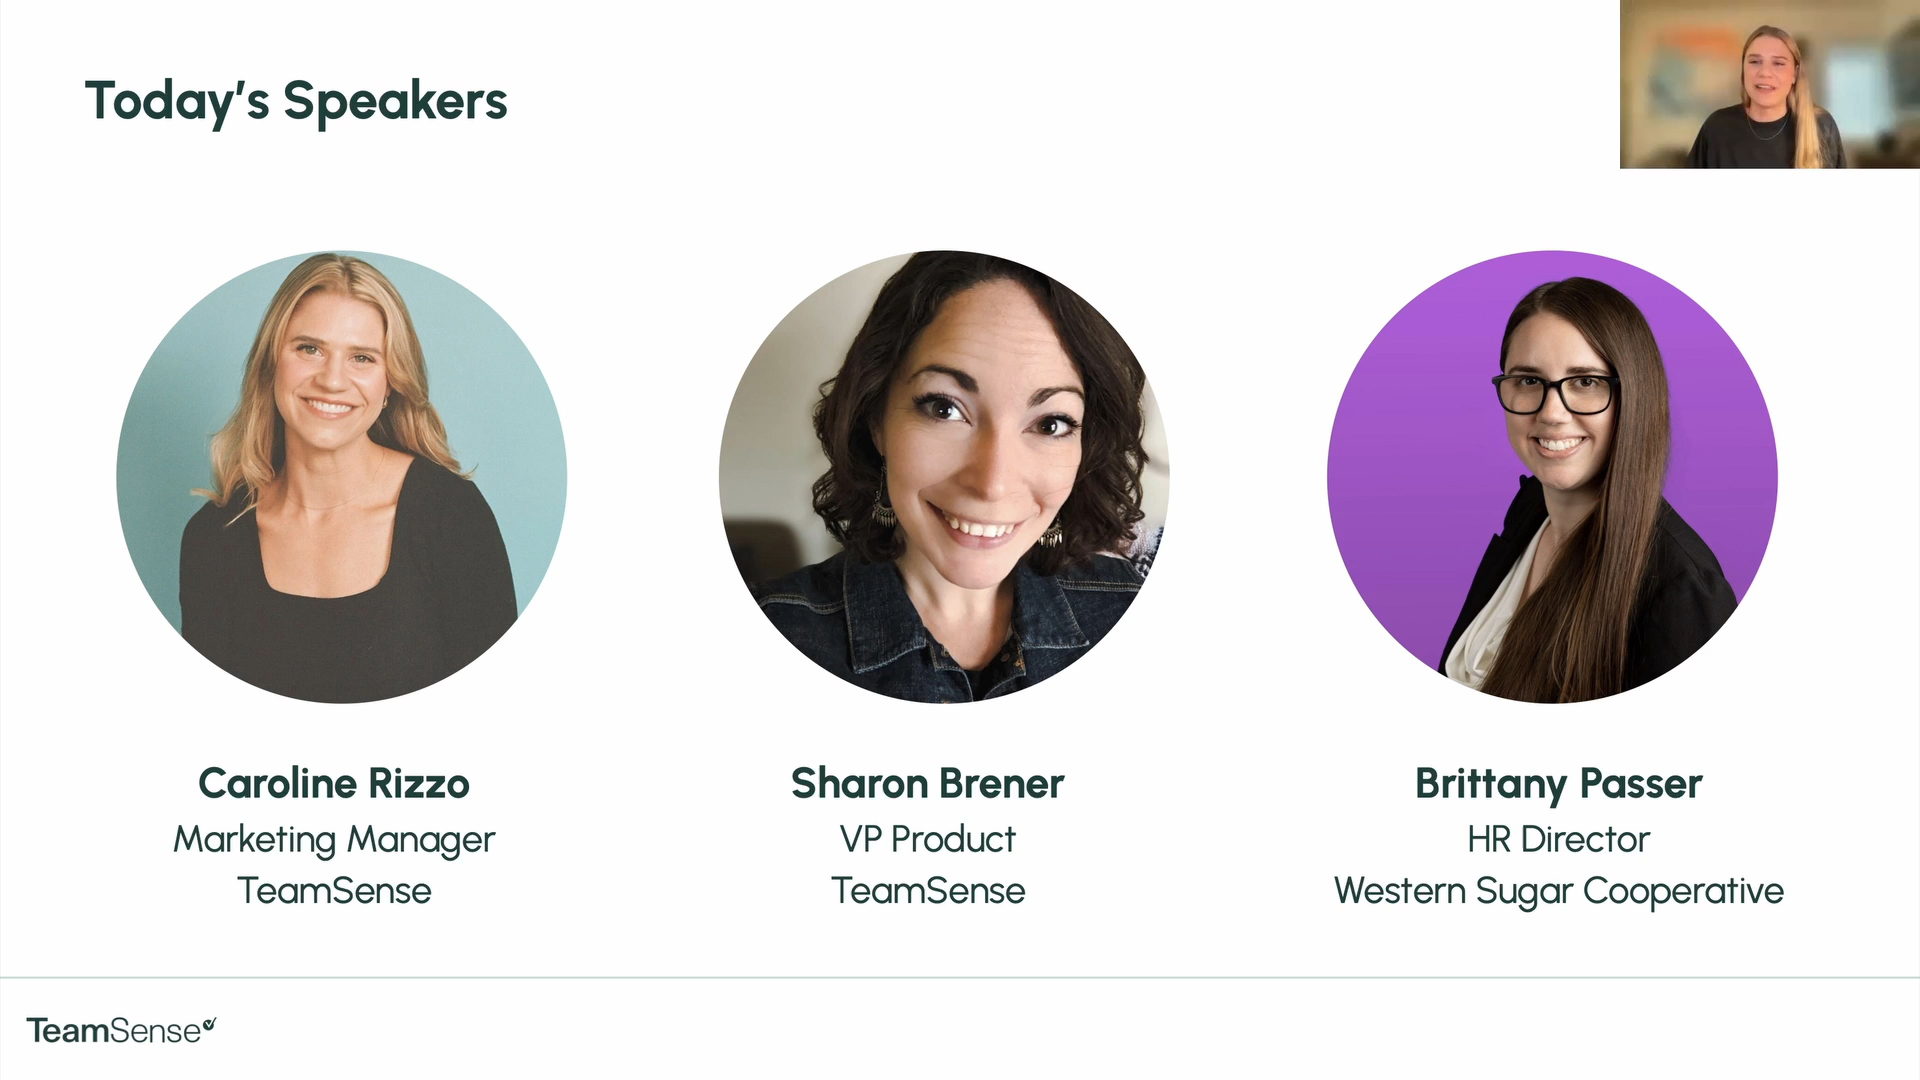 Today's Speakers
Caroline Rizzo
Marketing Manager
TeamSense
Sharon Brener
VP Product
TeamSense
Brittany Passer
HR Director
Western Sugar Cooperative
TeamSense